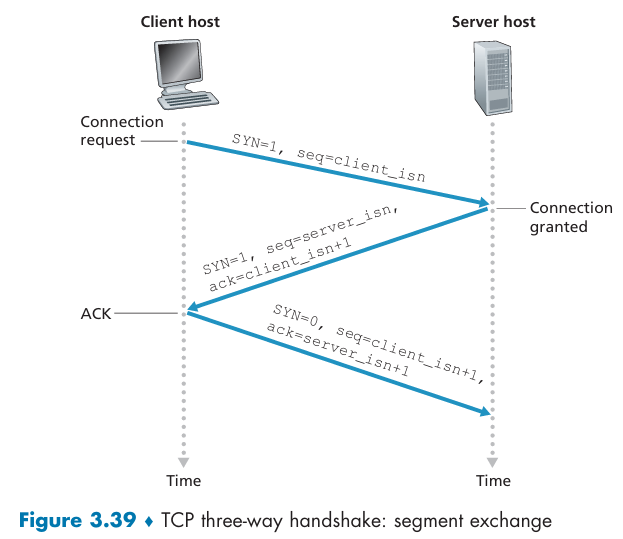 Client host
Server host
Connection
request
SYN=1, seq=client_isn
Connection
granted
SYN=1, seq=server_isn,
ack=client_isn+1
ACK
SYN=0, seq=client_isn+1,
ack=server_isn+1
Time
Time
Figure 3.39 ♦ TCP three-way handshake: segment exchange